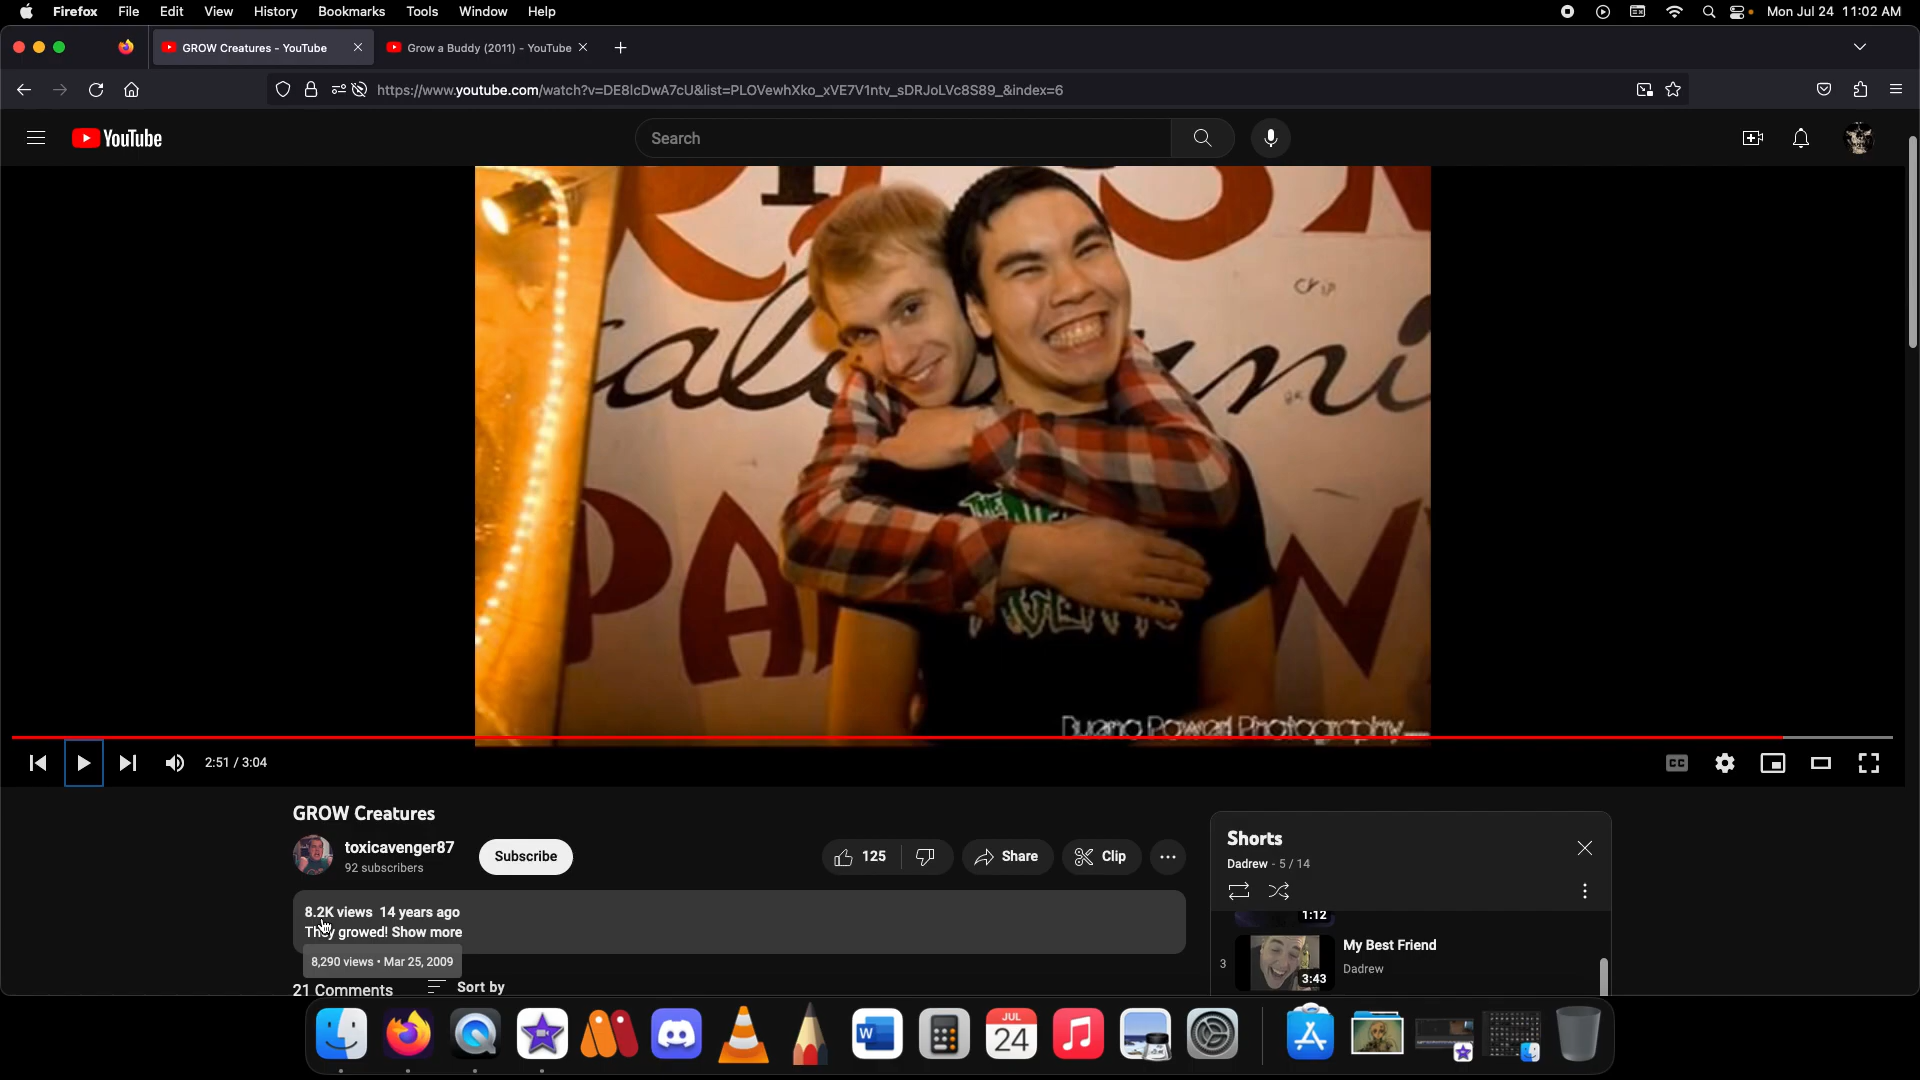 Firefox File Edit View History Bookmarks Tools Window Help Mon Jul 24 11:02 AM
GROW Creatures - YouTube Grow a Buddy (2011) - YouTube
https://www.youtube.com/watch?v=DE8IcDwA7cU&list=PLOVewhXko_xVE7V1ntv_sDRJoLVc8S89_&index=6
YouTube Search
THE
Photography
2:51 / 3:04 CC
GROW Creatures
toxicavenger87
92 subscribers
Subscribe
125 Share Clip
Shorts
Dadrew - 5 / 14
8.2K views 14 years ago
They growed! Show more
8,290 views • Mar 25, 2009
1:12
3
My Best Friend
Dadrew
3:43
21 Comments Sort by
W
JUL
24